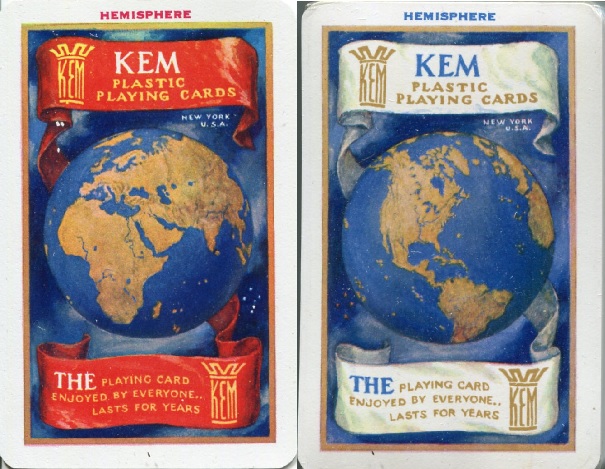 HEMISPHERE
KEM
KEM
PLASTIC
PLAYING CARDS
NEW YORK
U.S.A.
THE PLAYING CARD
ENJOYED BY EVERYONE..
LASTS FOR YEARS
KEM
HEMISPHERE
KEM
KEM
PLASTIC
PLAYING CARDS
NEW YORK
U.S.A.
THE PLAYING CARD
ENJOYED BY EVERYONE..
LASTS FOR YEARS
KEM